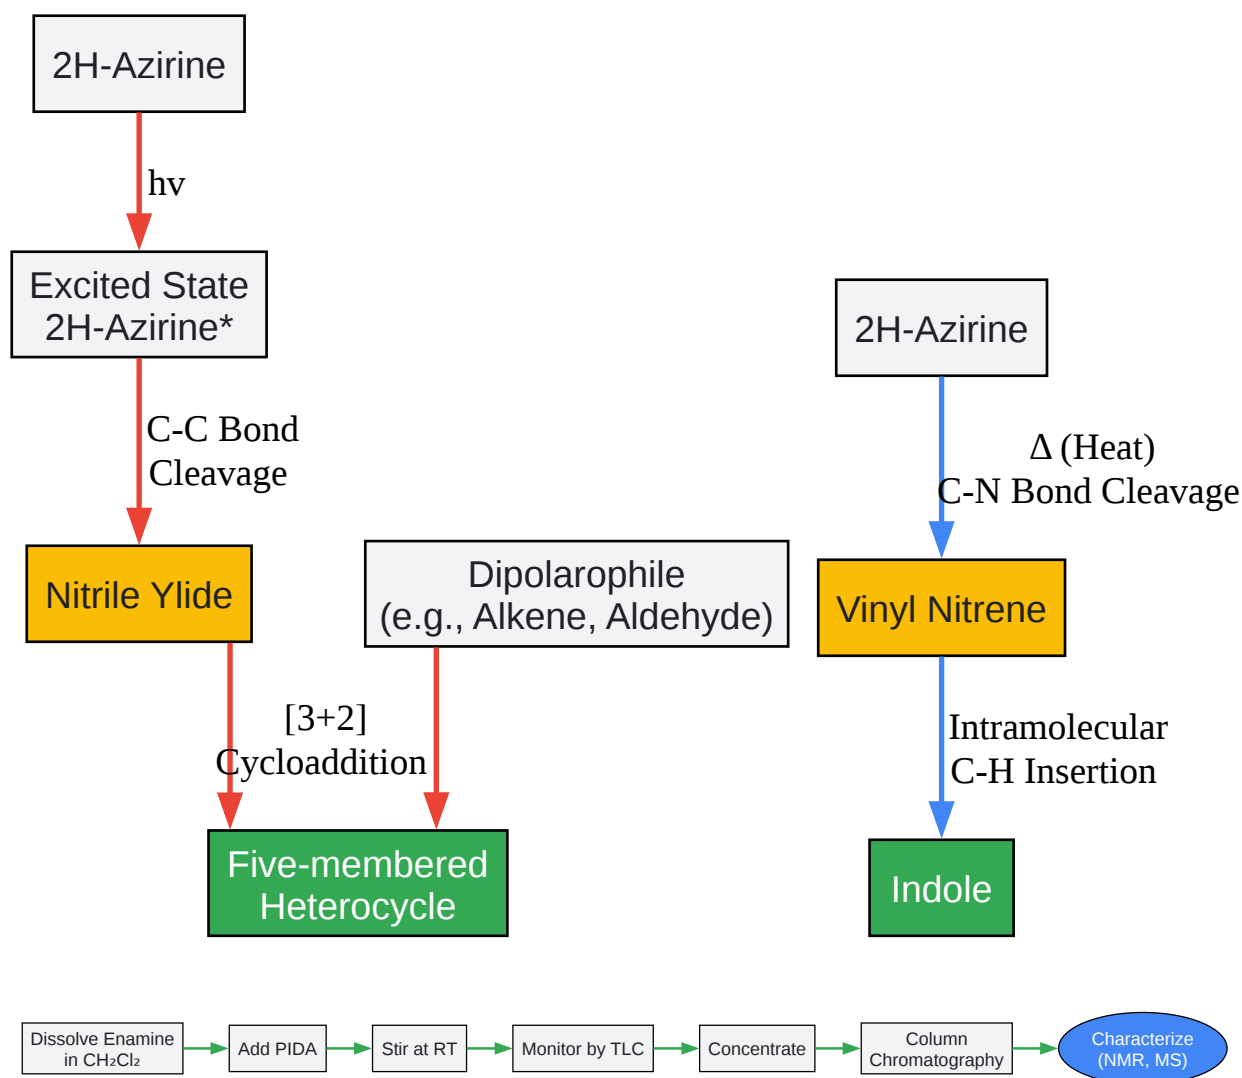 2H-Azirine
hv
Excited State
2H-Azirine*
C-C Bond
Cleavage
Nitrile Ylide
Dipolarophile
(e.g., Alkene, Aldehyde)
[3+2]
Cycloaddition
Five-membered
Heterocycle
2H-Azirine
Δ (Heat)
C-N Bond Cleavage
Vinyl Nitrene
Intramolecular
C-H Insertion
Indole
Dissolve Enamine
in CH₂Cl₂
Add PIDA
Stir at RT
Monitor by TLC
Concentrate
Column
Chromatography
Characterize
(NMR, MS)